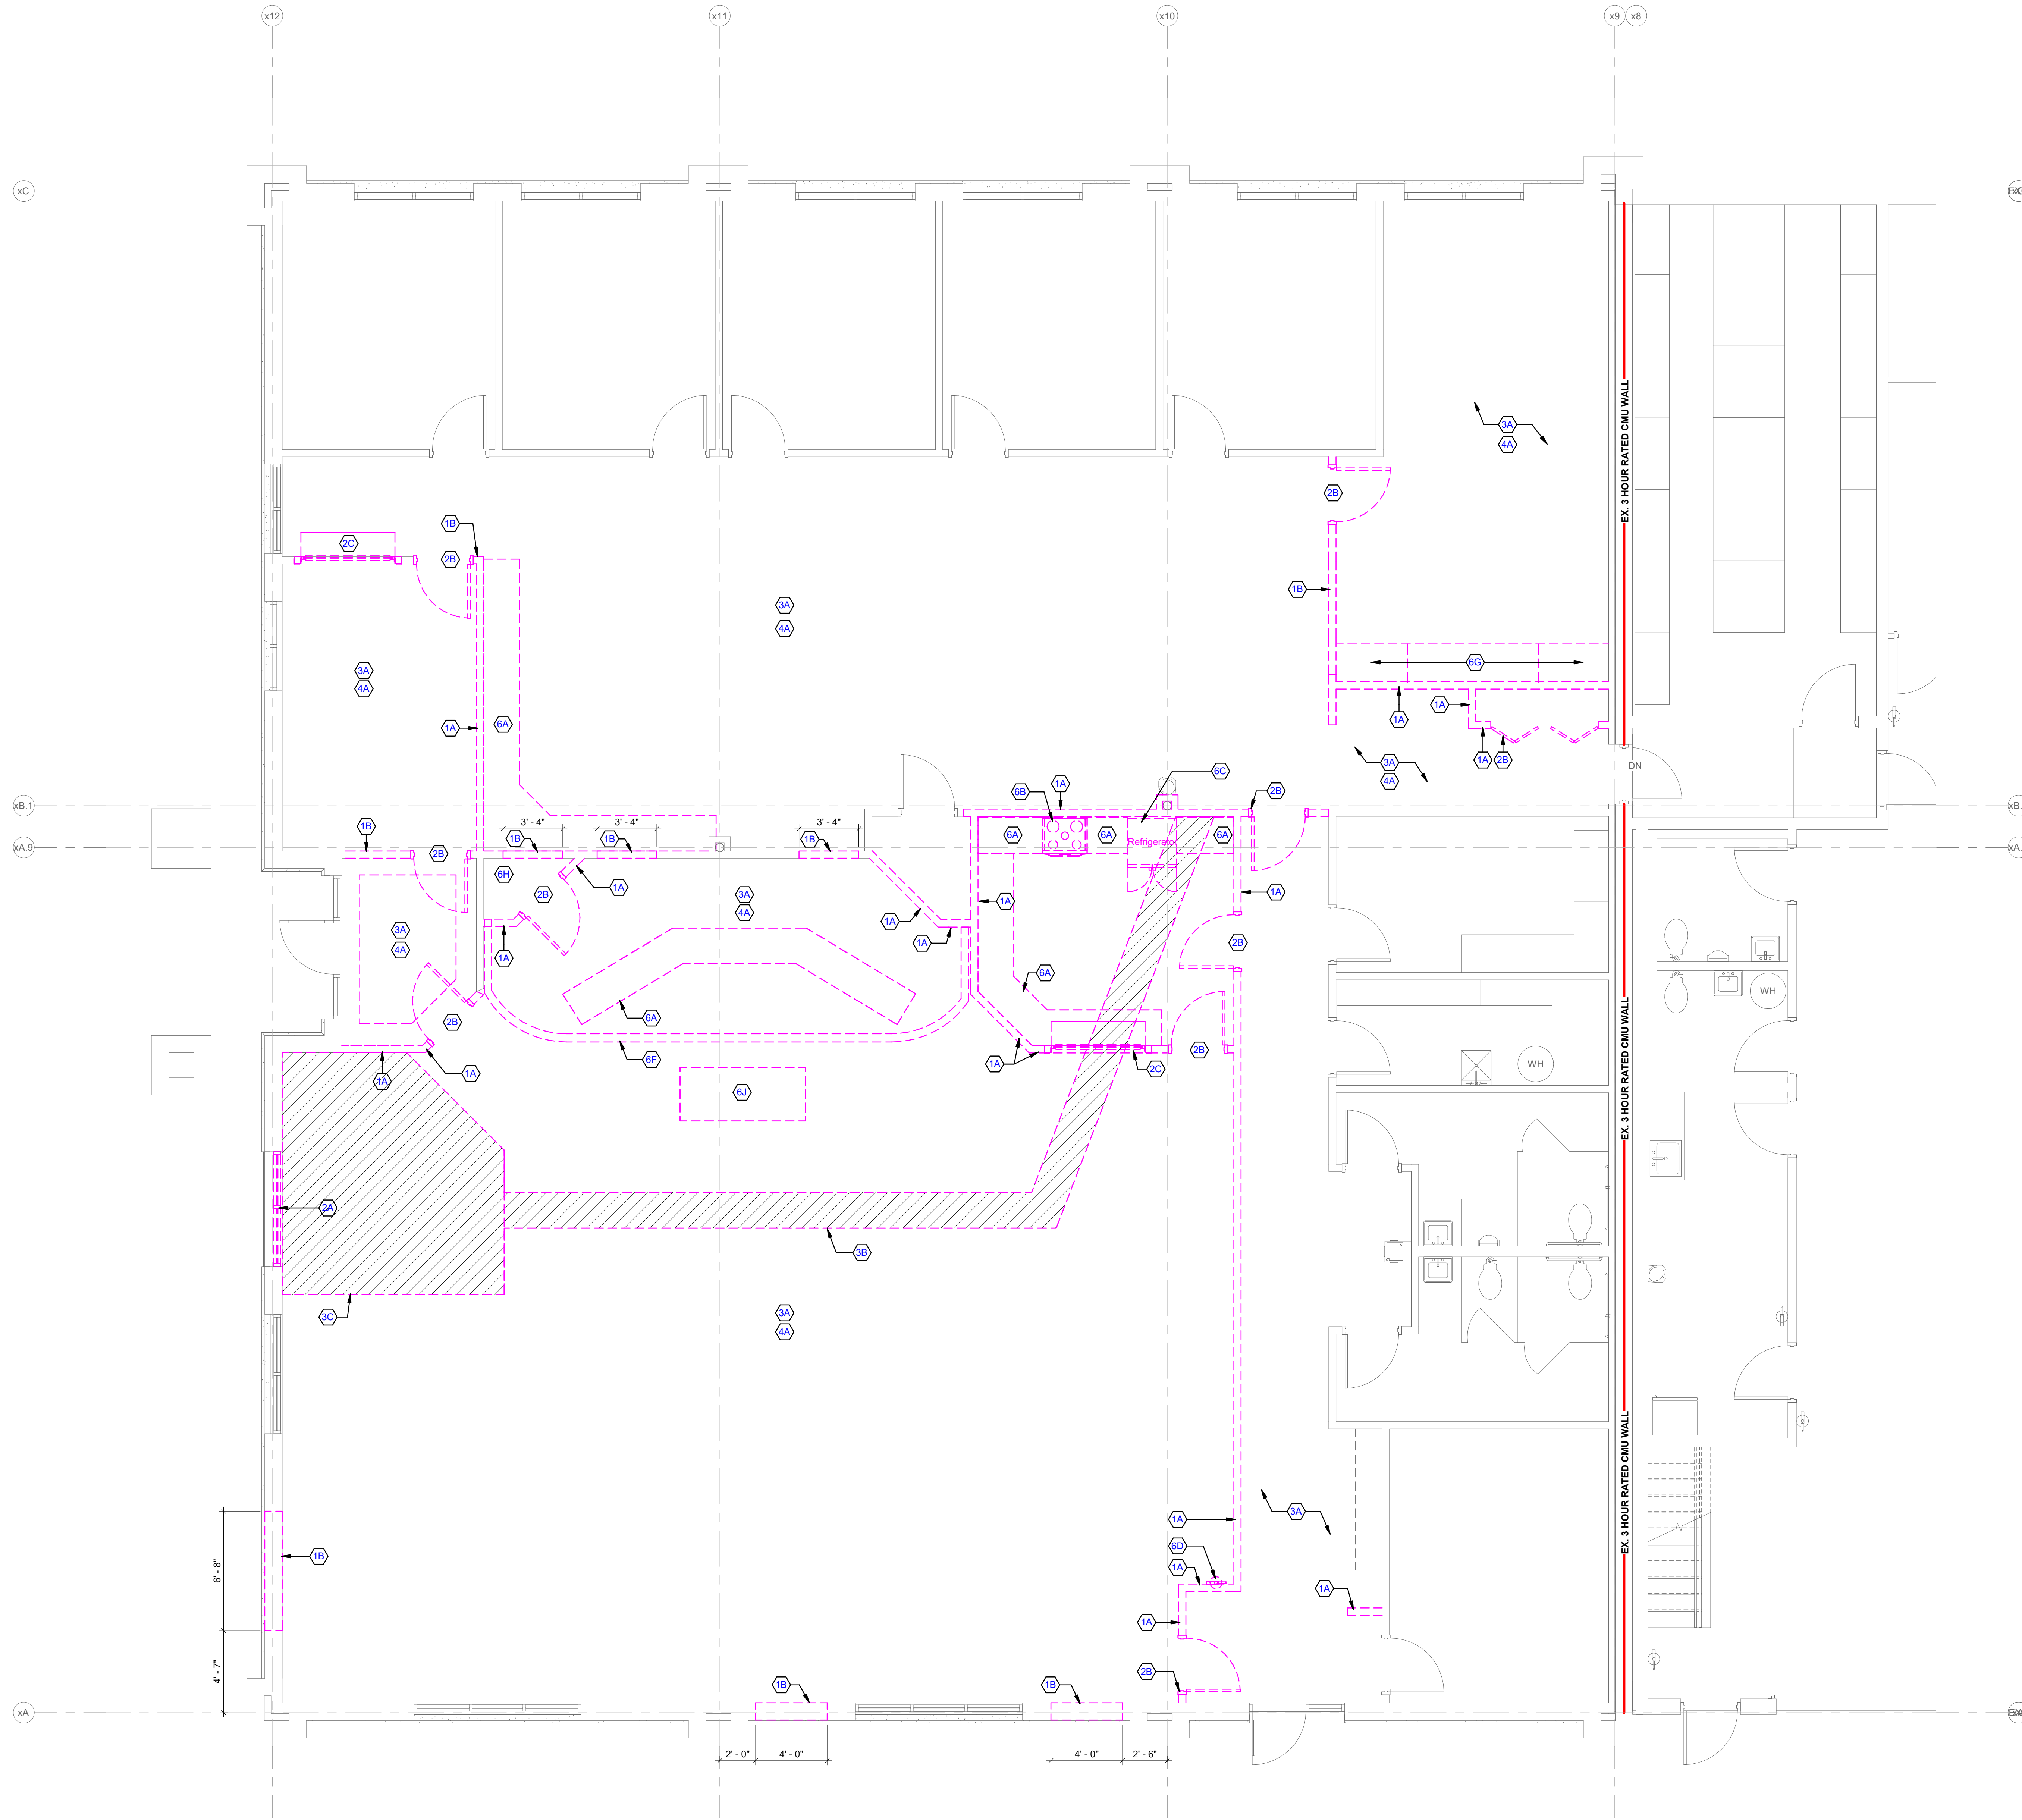 x12
x11
x10
x9
x8
xC
3A
4A
EX. 3 HOUR RATED CMU WALL
2B
1B
2C
2B
1B
3A
4A
6G
3A
4A
1A
6A
1A
1A
1A
2B
3A
4A
DN
6C
6B
1A
2B
xB.1
xB.
1B
3' - 4"
3' - 4"
3' - 4"
1B
1B
1B
6A
6A
6A
Refrigerator
xA.9
xA.
2B
6H
2B
1A
3A
4A
1A
1A
1A
3A
4A
1A
1A
2B
6A
WH
6A
2B
6F
1A
2B
2C
WH
1A
1A
6J
EX. 3 HOUR RATED CMU WALL
2A
3B
3C
3A
4A
EX. 3 HOUR RATED CMU WALL
1A
3A
6D
1B
6' - 8"
1A
1A
1A
4' - 7"
2B
1B
1B
xA
2' - 0"
4' - 0"
4' - 0"
2' - 6"